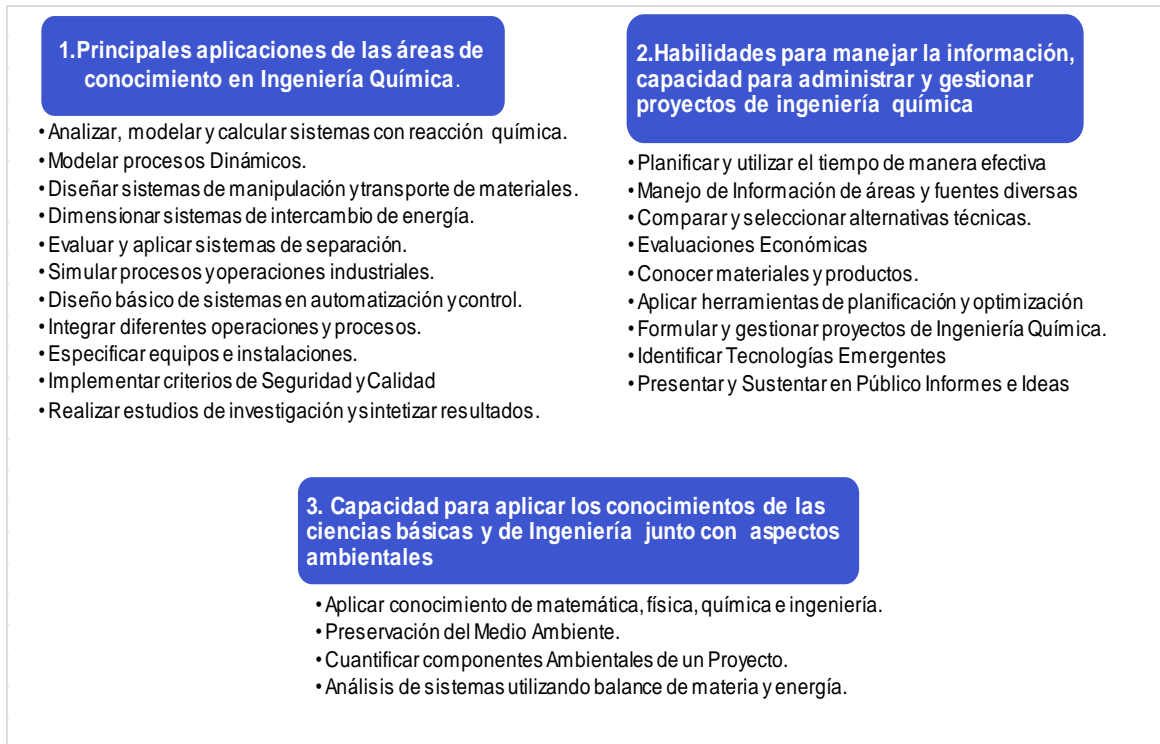 1.Principales aplicaciones de las áreas de
conocimiento en Ingeniería Química.
• Analizar, modelar y calcular sistemas con reacción química.
• Modelar procesos Dinámicos.
• Diseñar sistemas de manipulación y transporte de materiales.
• Dimensionar sistemas de intercambio de energía.
• Evaluar y aplicar sistemas de separación.
• Simular procesos y operaciones industriales.
• Diseño básico de sistemas en automatización y control.
• Integrar diferentes operaciones y procesos.
• Especificar equipos e instalaciones.
• Implementar criterios de Seguridad y Calidad
• Realizar estudios de investigación y sintetizar resultados.
2.Habilidades para manejar la información,
capacidad para administrar y gestionar
proyectos de ingeniería química
• Planificar y utilizar el tiempo de manera efectiva
• Manejo de Información de áreas y fuentes diversas
• Comparar y seleccionar alternativas técnicas.
• Evaluaciones Económicas
• Conocer materiales y productos.
• Aplicar herramientas de planificación y optimización
• Formular y gestionar proyectos de Ingeniería Química.
• Identificar Tecnologías Emergentes
• Presentar y Sustentar en Público Informes e Ideas
3. Capacidad para aplicar los conocimientos de las
ciencias básicas y de Ingeniería junto con aspectos
ambientales
• Aplicar conocimiento de matemática, física, química e ingeniería.
• Preservación del Medio Ambiente.
• Cuantificar componentes Ambientales de un Proyecto.
• Análisis de sistemas utilizando balance de materia y energía.